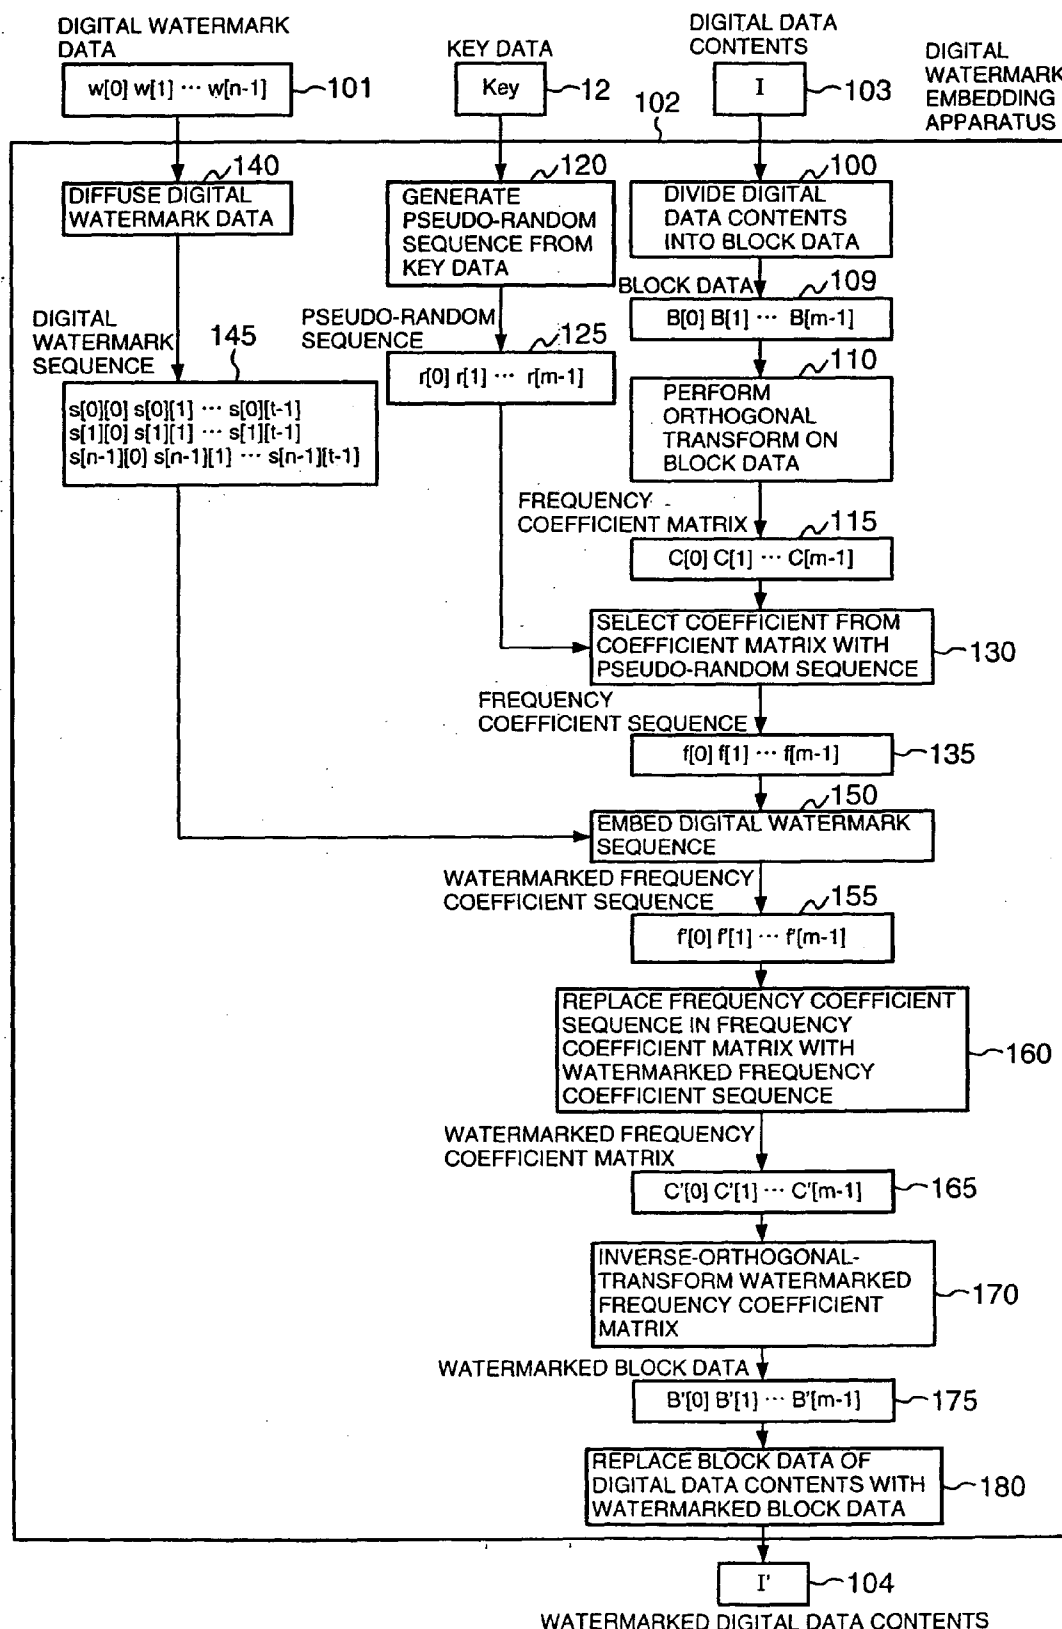 DIGITAL WATERMARK
DATA
w[0] w[1] ··· w[n-1]
101
KEY DATA
Key
12
DIGITAL DATA
CONTENTS
I
103
DIGITAL
WATERMARK
EMBEDDING
APPARATUS
102
140
DIFFUSE DIGITAL
WATERMARK DATA
120
GENERATE
PSEUDO-RANDOM
SEQUENCE FROM
KEY DATA
100
DIVIDE DIGITAL
DATA CONTENTS
INTO BLOCK DATA
BLOCK DATA
109
B[0] B[1] ··· B[m-1]
DIGITAL
WATERMARK
SEQUENCE
145
s[0][0] s[0][1] ··· s[0][t-1]
s[1][0] s[1][1] ··· s[1][t-1]
s[n-1][0] s[n-1][1] ··· s[n-1][t-1]
PSEUDO-RANDOM
SEQUENCE
125
r[0] r[1] ··· r[m-1]
110
PERFORM
ORTHOGONAL
TRANSFORM ON
BLOCK DATA
FREQUENCY
COEFFICIENT MATRIX
115
C[0] C[1] ··· C[m-1]
SELECT COEFFICIENT FROM
COEFFICIENT MATRIX WITH
PSEUDO-RANDOM SEQUENCE
130
FREQUENCY
COEFFICIENT SEQUENCE
f[0] f[1] ··· f[m-1]
135
150
EMBED DIGITAL WATERMARK
SEQUENCE
WATERMARKED FREQUENCY
COEFFICIENT SEQUENCE
155
f'[0] f'[1] ··· f'[m-1]
REPLACE FREQUENCY COEFFICIENT
SEQUENCE IN FREQUENCY
COEFFICIENT MATRIX WITH
WATERMARKED FREQUENCY
COEFFICIENT SEQUENCE
160
WATERMARKED FREQUENCY
COEFFICIENT MATRIX
C'[0] C'[1] ··· C'[m-1]
165
INVERSE-ORTHOGONAL-
TRANSFORM WATERMARKED
FREQUENCY COEFFICIENT
MATRIX
170
WATERMARKED BLOCK DATA
B'[0] B'[1] ··· B'[m-1]
175
REPLACE BLOCK DATA OF
DIGITAL DATA CONTENTS WITH
WATERMARKED BLOCK DATA
180
I'
104
WATERMARKED DIGITAL DATA CONTENTS